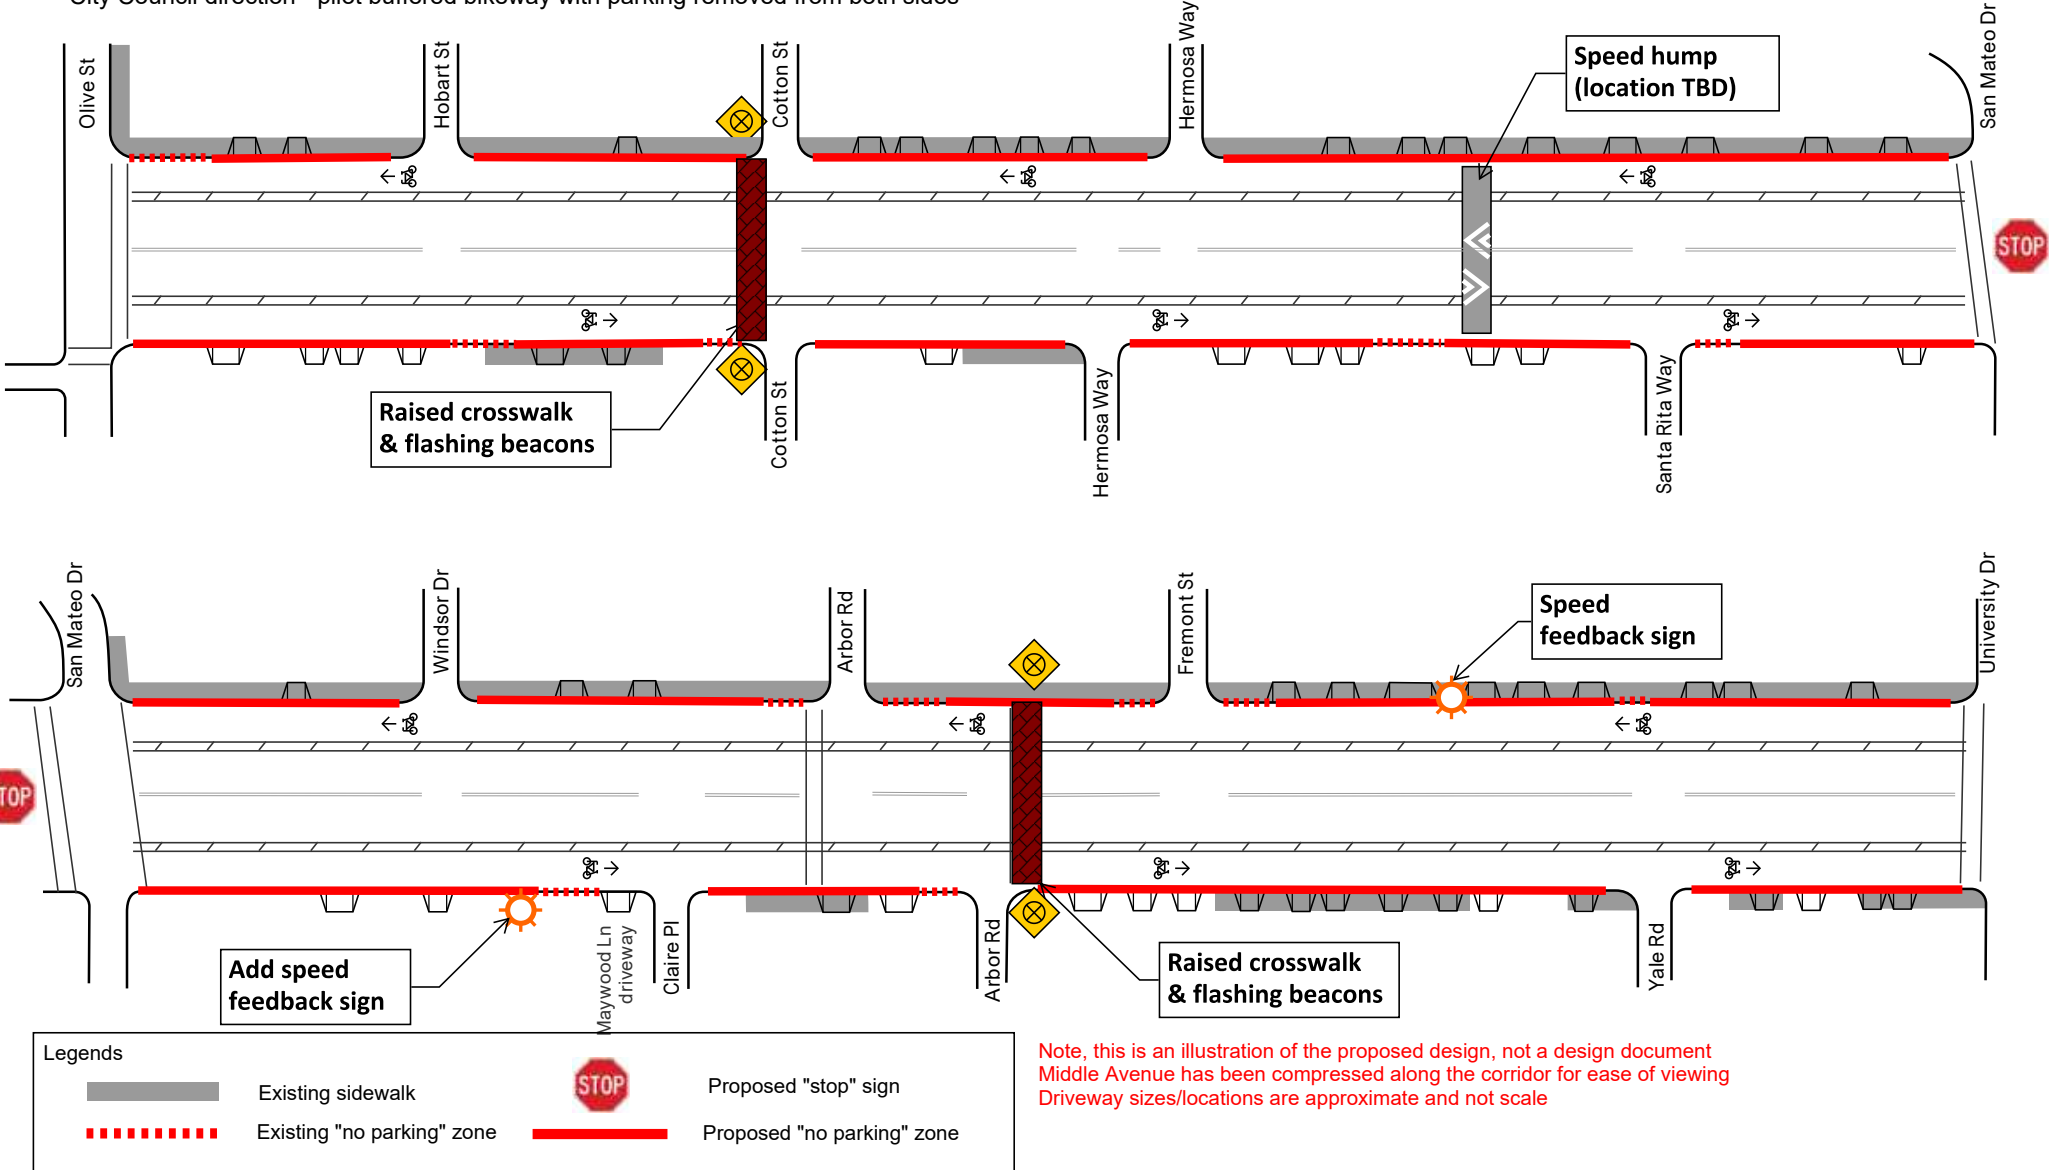 City Council direction - pilot buffered bikeway with parking removed from both sides
Olive St
Hobart St
Cotton St
Hermosa Way
San Mateo Dr
Speed hump
(location TBD)
STOP
Raised crosswalk
& flashing beacons
Cotton St
Hermosa Way
Santa Rita Way
San Mateo Dr
Windsor Dr
Arbor Rd
Fremont St
University Dr
Speed
feedback sign
TOP
Add speed
feedback sign
Maywood Ln
driveway
Claire Pl
Arbor Rd
Raised crosswalk
& flashing beacons
Yale Rd
Legends
Existing sidewalk
STOP
Proposed "stop" sign
Existing "no parking" zone
Proposed "no parking" zone
Note, this is an illustration of the proposed design, not a design document
Middle Avenue has been compressed along the corridor for ease of viewing
Driveway sizes/locations are approximate and not scale